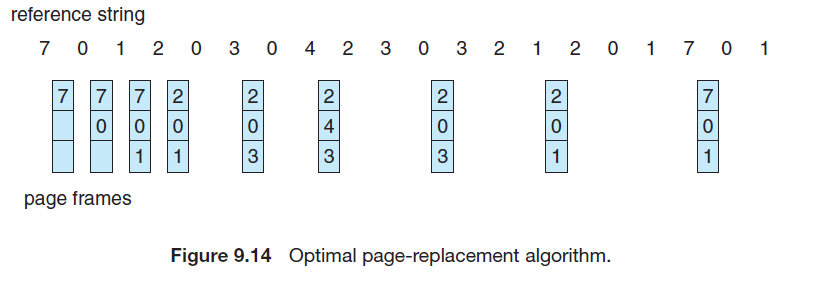 reference string
7 0 1 2 0 3 0 4 2 3 0 3 2 1 2 0 1 7 0 1
7 7 7 2 2 2 2 2 7
0 0 0 0 4 0 0 0
1 1 3 3 3 1 1
page frames
Figure 9.14 Optimal page-replacement algorithm.